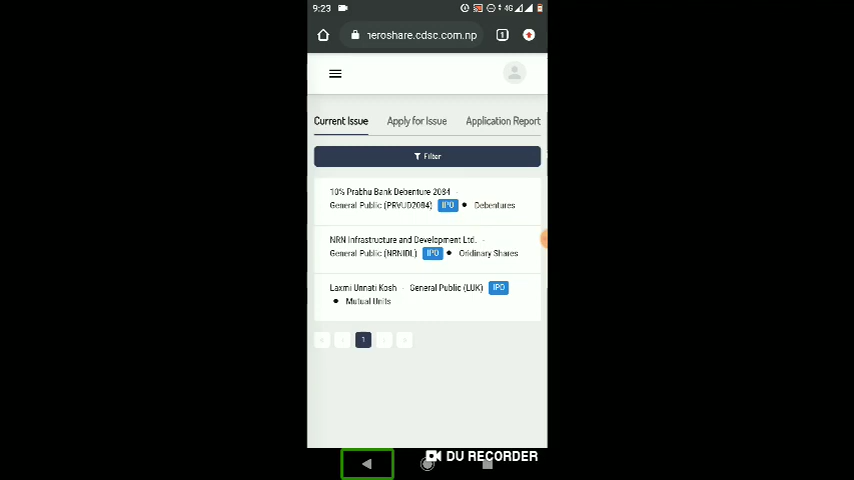 9:23 4G
neroshare.cdsc.com.np 1
Current Issue Apply for Issue Application Report
Filter
10% Prabhu Bank Debenture 2084 -
General Public (PRVUD2084) IPO • Debentures
NRN Infrastructure and Development Ltd. -
General Public (NRNIDL) IPO • Oridinary Shares
Laxmi Unnati Kosh - General Public (LUK) IPO
• Mutual Units
« ‹ 1 › »
DU RECORDER